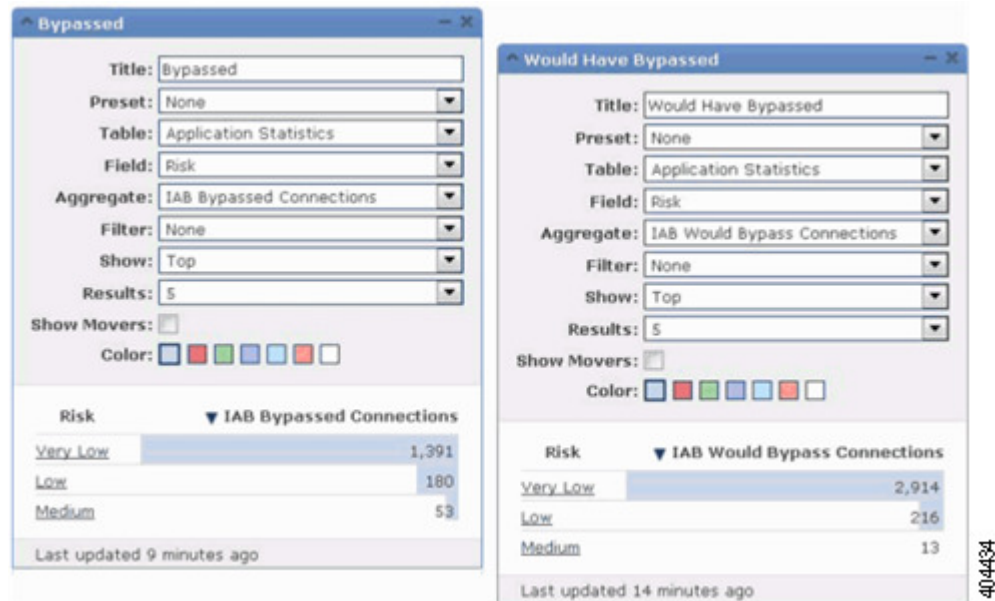 Bypassed
Title: Bypassed
Preset: None
Table: Application Statistics
Field: Risk
Aggregate: IAB Bypassed Connections
Filter: None
Show: Top
Results: 5
Show Movers:
Color:
Risk ▼ IAB Bypassed Connections
Very Low 1,391
Low 180
Medium 53
Last updated 9 minutes ago
Would Have Bypassed
Title: Would Have Bypassed
Preset: None
Table: Application Statistics
Field: Risk
Aggregate: IAB Would Bypass Connections
Filter: None
Show: Top
Results: 5
Show Movers:
Color:
Risk ▼ IAB Would Bypass Connections
Very Low 2,914
Low 216
Medium 13
Last updated 14 minutes ago
404434